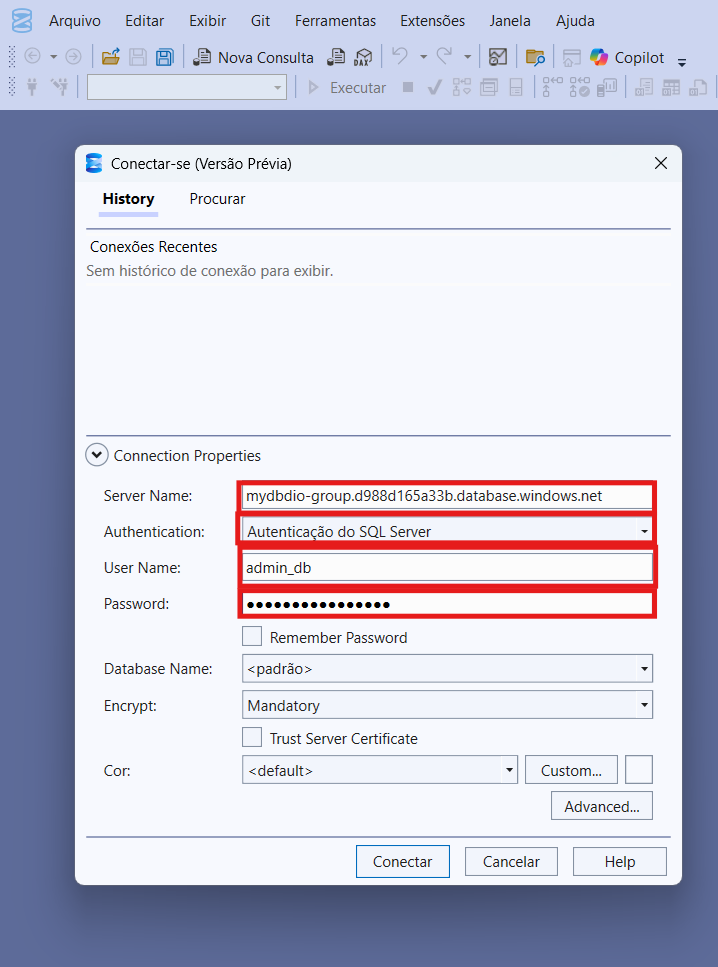 Arquivo Editar Exibir Git Ferramentas Extensões Janela Ajuda
Nova Consulta DAX Copilot
Executar
Conectar-se (Versão Prévia)
History Procurar
Conexões Recentes
Sem histórico de conexão para exibir.
Connection Properties
Server Name: mydbdio-group.d988d165a33b.database.windows.net
Authentication: Autenticação do SQL Server
User Name: admin_db
Password: ●●●●●●●●●●●●●●●●
Remember Password
Database Name: <padrão>
Encrypt: Mandatory
Trust Server Certificate
Cor: <default> Custom...
Advanced...
Conectar Cancelar Help